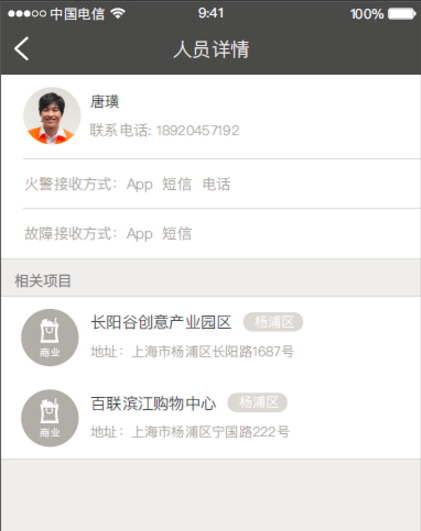 中国电信 9:41 100%
人员详情
唐璜
联系电话: 18920457192
火警接收方式：App 短信 电话
故障接收方式：App 短信
相关项目
长阳谷创意产业园区 杨浦区
商业
地址：上海市杨浦区长阳路1687号
百联滨江购物中心 杨浦区
商业
地址：上海市杨浦区宁国路222号